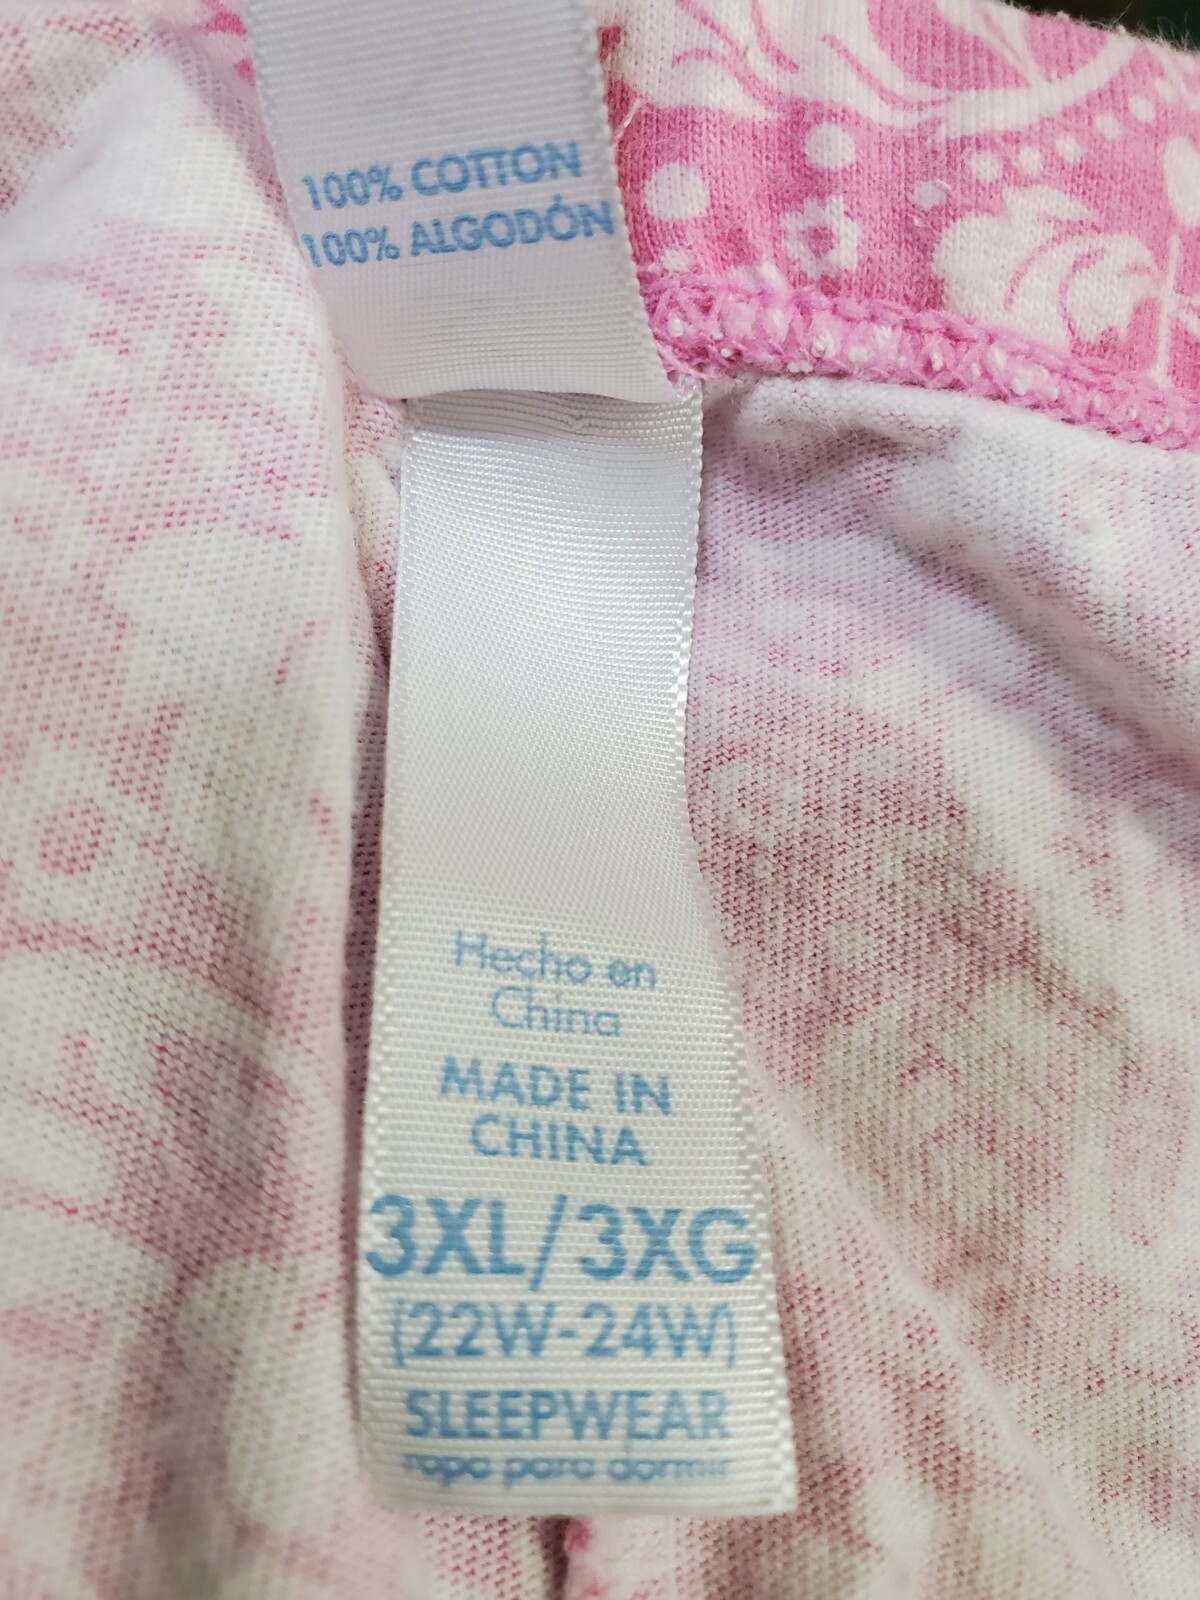 100% COTTON
100% ALGODÓN
Hecho en
China
MADE IN
CHINA
3XL/3XG
(22W-24W)
SLEEPWEAR
ropa para dormir